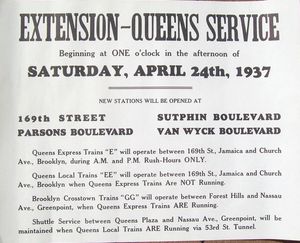 EXTENSION-QUEENS SERVICE
Beginning at ONE o'clock in the afternoon of
SATURDAY, APRIL 24th, 1937
NEW STATIONS WILL BE OPENED AT
169th STREET SUTPHIN BOULEVARD
PARSONS BOULEVARD VAN WYCK BOULEVARD
Queens Express Trains "E" will operate between 169th St., Jamaica and Church
Ave., Brooklyn, during A.M. and P.M. Rush-Hours ONLY.
Queens Local Trains "EE" will operate between 169th St., Jamaica and Church
Ave., Brooklyn when Queens Express Trains ARE NOT Running.
Brooklyn Crosstown Trains "GG" will operate between Forest Hills and Nassau
Ave., Greenpoint, when Queens Express Trains ARE Running.
Shuttle Service between Queens Plaza and Nassau Ave., Greenpoint, will be
maintained when Queens Local Trains ARE Running via 53rd St. Tunnel.